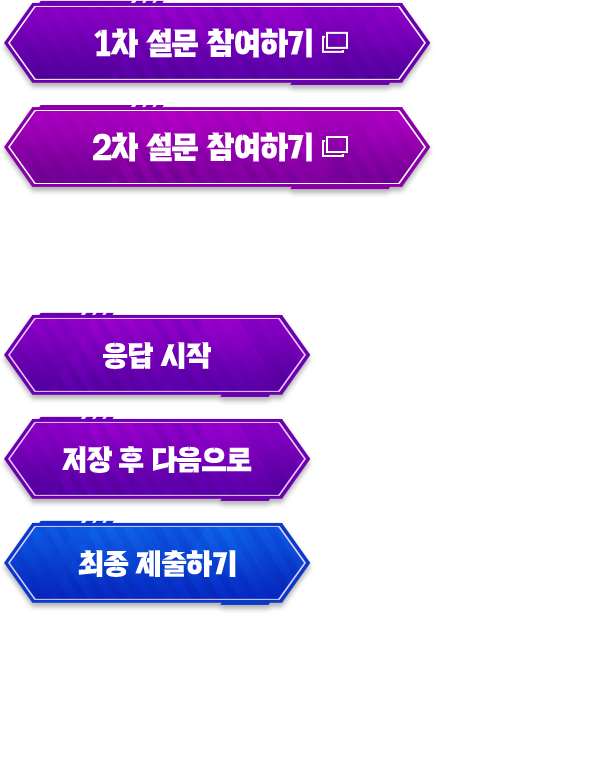 1차 설문 참여하기
2차 설문 참여하기
응답 시작
저장 후 다음으로
최종 제출하기